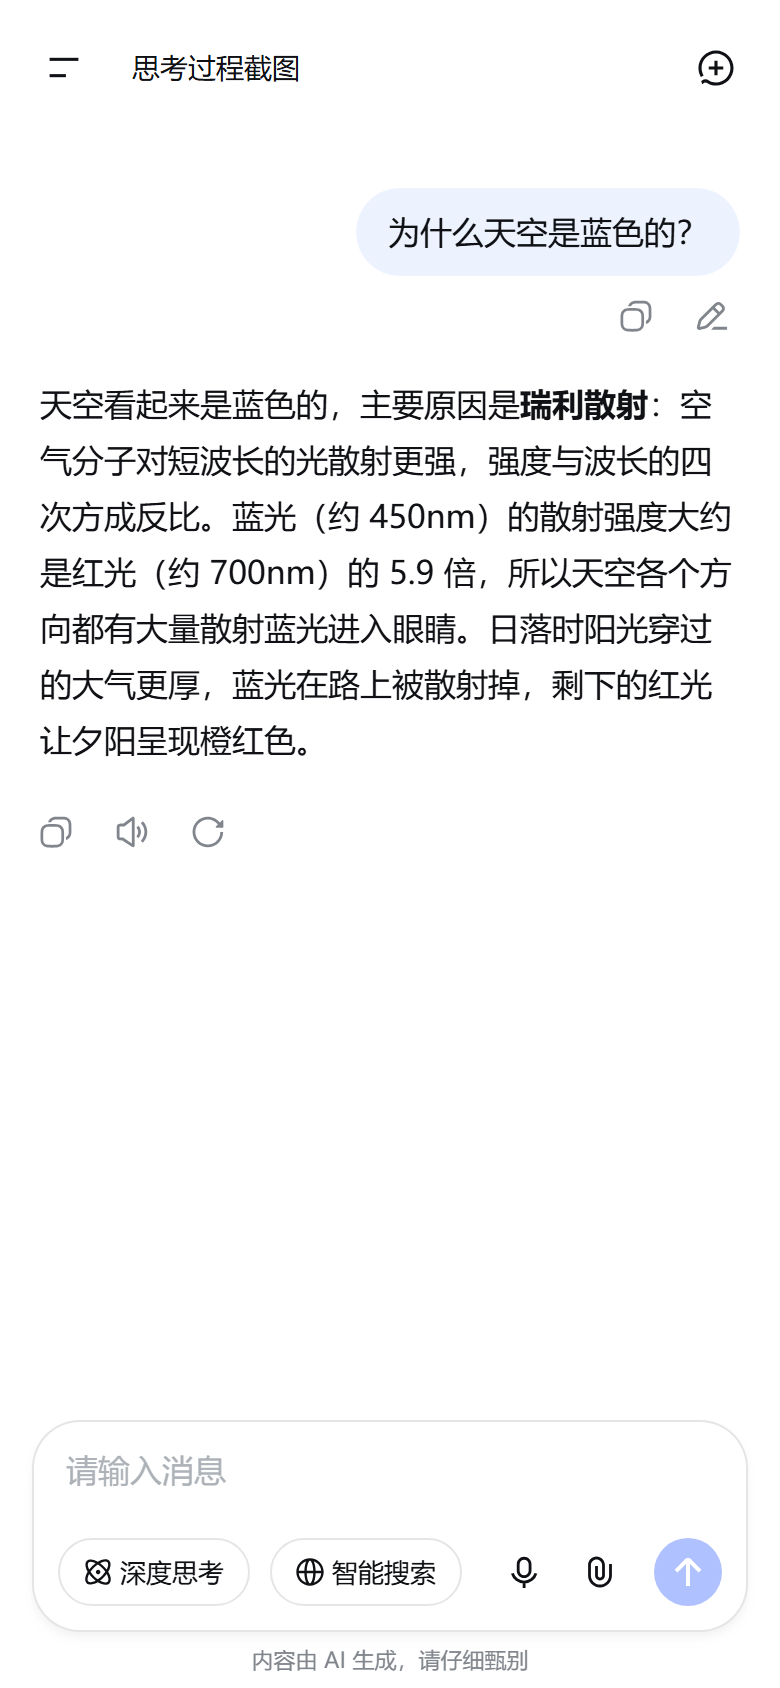 思考过程截图
为什么天空是蓝色的？
天空看起来是蓝色的，主要原因是瑞利散射：空
气分子对短波长的光散射更强，强度与波长的四
次方成反比。蓝光（约 450nm）的散射强度大约
是红光（约 700nm）的 5.9 倍，所以天空各个方
向都有大量散射蓝光进入眼睛。日落时阳光穿过
的大气更厚，蓝光在路上被散射掉，剩下的红光
让夕阳呈现橙红色。
请输入消息
深度思考 智能搜索
内容由 AI 生成，请仔细甄别